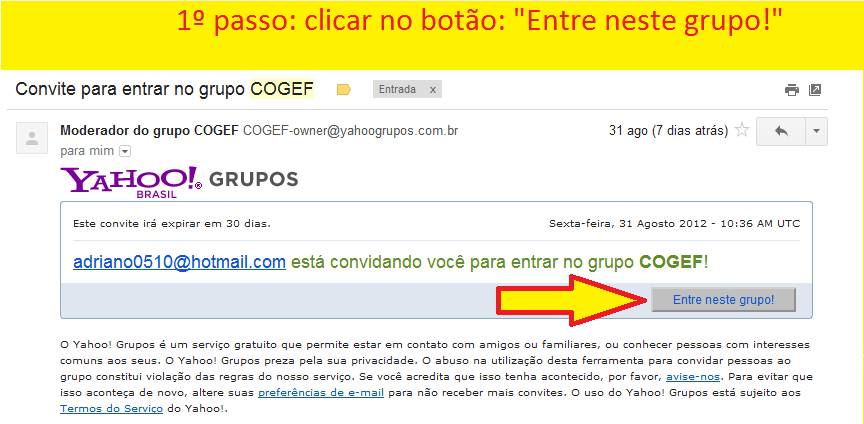 1º passo: clicar no botão: "Entre neste grupo!"
Convite para entrar no grupo COGEF
Entrada x
Moderador do grupo COGEF COGEF-owner@yahoogrupos.com.br
31 ago (7 dias atrás)
para mim
YAHOO!® GRUPOS
BRASIL
Este convite irá expirar em 30 dias.
Sexta-feira, 31 Agosto 2012 - 10:36 AM UTC
adriano0510@hotmail.com está convidando você para entrar no grupo COGEF!
Entre neste grupo!
O Yahoo! Grupos é um serviço gratuito que permite estar em contato com amigos ou familiares, ou conhecer pessoas com interesses
comuns aos seus. O Yahoo! Grupos preza pela sua privacidade. O abuso na utilização desta ferramenta para convidar pessoas ao
grupo constitui violação das regras do nosso serviço. Se você acredita que isso tenha acontecido, por favor, avise-nos. Para evitar que
isso aconteça de novo, altere suas preferências de e-mail para não receber mais convites. O uso do Yahoo! Grupos está sujeito aos
Termos do Serviço do Yahoo!.